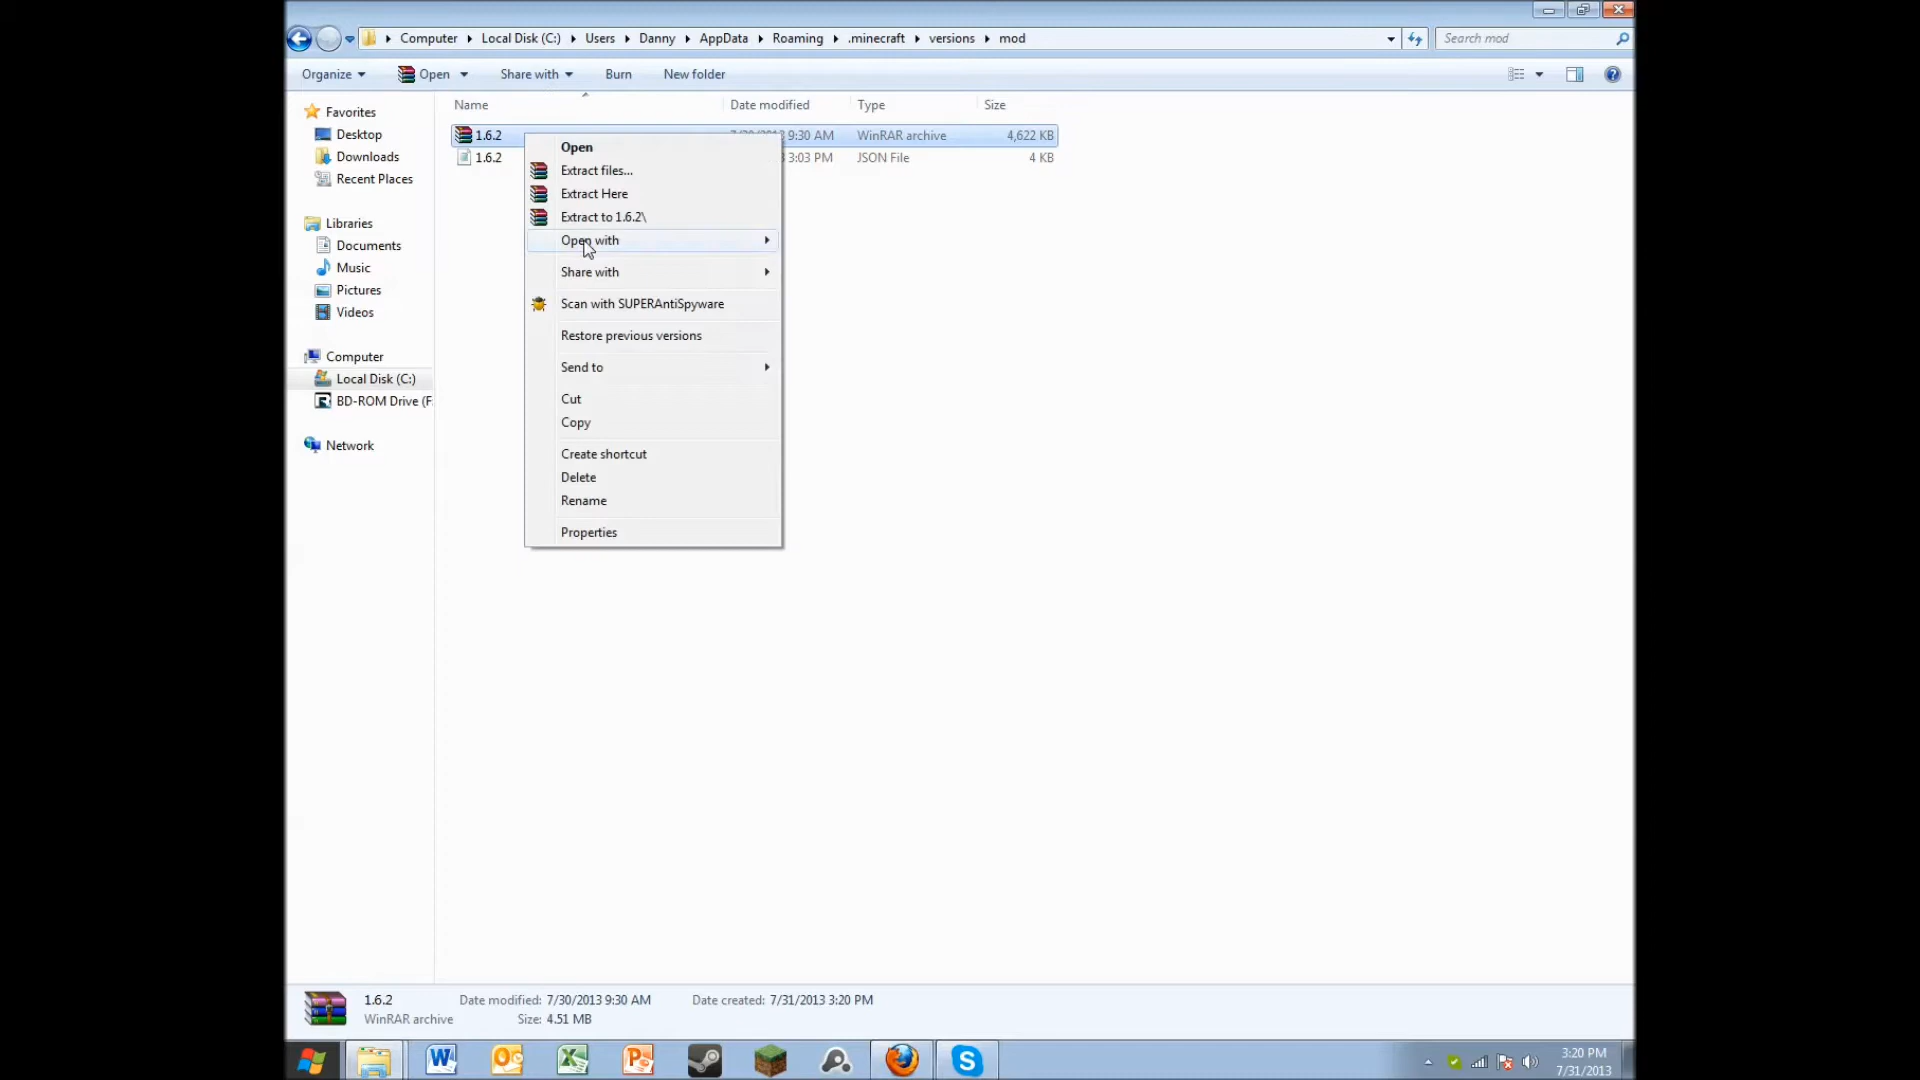 Computer Local Disk (C:) Users Danny AppData Roaming .minecraft versions mod
Search mod
Organize Open Share with Burn New folder
Favorites
Desktop
Downloads
Recent Places
Libraries
Documents
Music
Pictures
Videos
Computer
Local Disk (C:)
BD-ROM Drive (F
Network
Name Date modified Type Size
1.6.2 9:30 AM WinRAR archive 4,622 KB
1.6.2 3:03 PM JSON File 4 KB
Open
Extract files...
Extract Here
Extract to 1.6.2\
Open with
Share with
Scan with SUPERAntiSpyware
Restore previous versions
Send to
Cut
Copy
Create shortcut
Delete
Rename
Properties
1.6.2 Date modified: 7/30/2013 9:30 AM Date created: 7/31/2013 3:20 PM
WinRAR archive Size: 4.51 MB
3:20 PM
7/31/2013